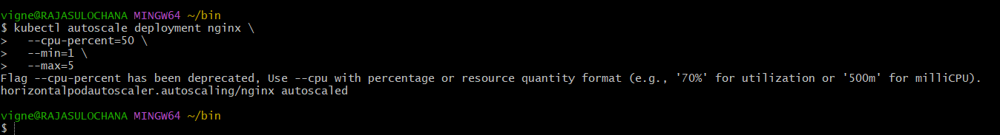 vigne@RAJASULOCHANA MINGW64 ~/bin
$ kubectl autoscale deployment nginx \
>   --cpu-percent=50 \
>   --min=1 \
>   --max=5
Flag --cpu-percent has been deprecated, Use --cpu with percentage or resource quantity format (e.g., '70%' for utilization or '500m' for milliCPU).
horizontalpodautoscaler.autoscaling/nginx autoscaled
vigne@RAJASULOCHANA MINGW64 ~/bin
$